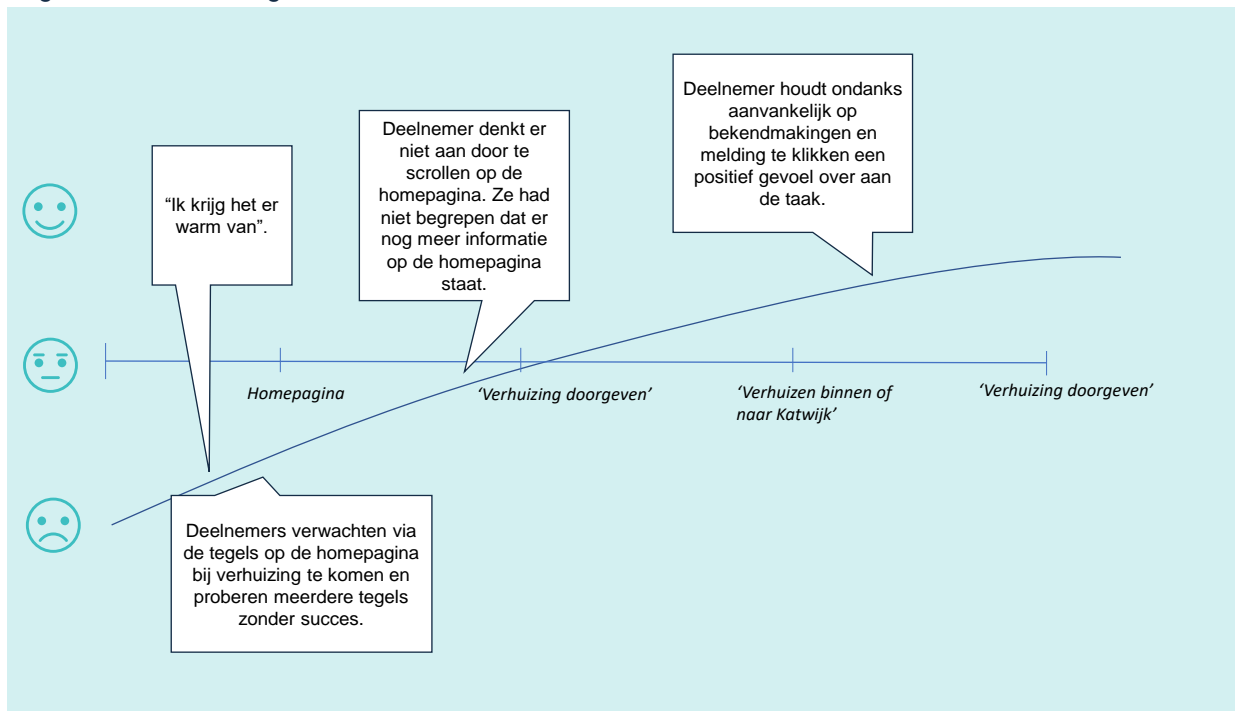 “Ik krijg het er
warm van”.
Deelnemer denkt er
niet aan door te
scrollen op de
homepagina. Ze had
niet begrepen dat er
nog meer informatie
op de homepagina
staat.
Deelnemer houdt ondanks
aanvankelijk op
bekendmakingen en
melding te klikken een
positief gevoel over aan
de taak.
Homepagina
‘Verhuizing doorgeven’
‘Verhuizen binnen of
naar Katwijk’
‘Verhuizing doorgeven’
Deelnemers verwachten via
de tegels op de homepagina
bij verhuizing te komen en
proberen meerdere tegels
zonder succes.